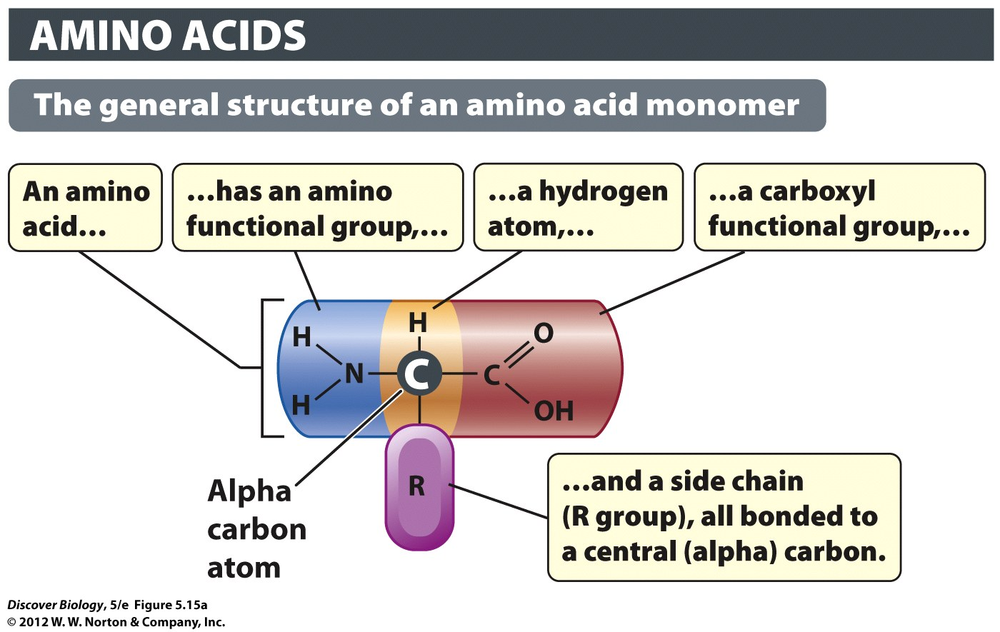 AMINO ACIDS
The general structure of an amino acid monomer
An amino
acid...
...has an amino
functional group,...
...a hydrogen
atom,...
...a carboxyl
functional group,...
H
H
O
N
C
C
H
OH
R
Alpha
carbon
atom
...and a side chain
(R group), all bonded to
a central (alpha) carbon.
Discover Biology, 5/e Figure 5.15a
© 2012 W. W. Norton & Company, Inc.